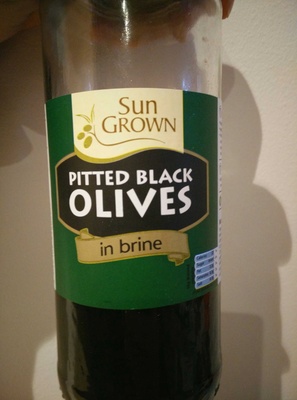 Sun
GROWN
PITTED BLACK
OLIVES
in brine